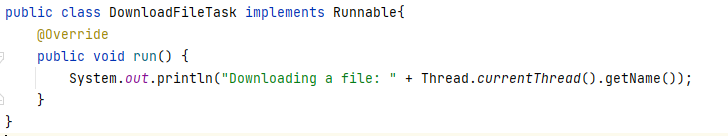 public class DownloadFileTask implements Runnable{
    @Override
    public void run() {
        System.out.println("Downloading a file: " + Thread.currentThread().getName());
    }
}